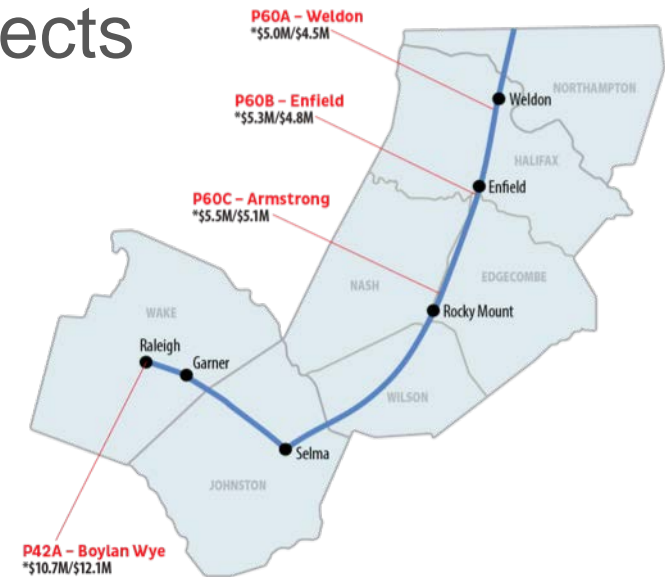 ects
P60A – Weldon
*$5.0M/$4.5M
NORTHAMPTON
Weldon
P60B – Enfield
*$5.3M/$4.8M
HALIFAX
Enfield
P60C – Armstrong
*$5.5M/$5.1M
EDGECOMBE
NASH
Rocky Mount
WAKE
Raleigh
Garner
WILSON
Selma
JOHNSTON
P42A – Boylan Wye
*$10.7M/$12.1M